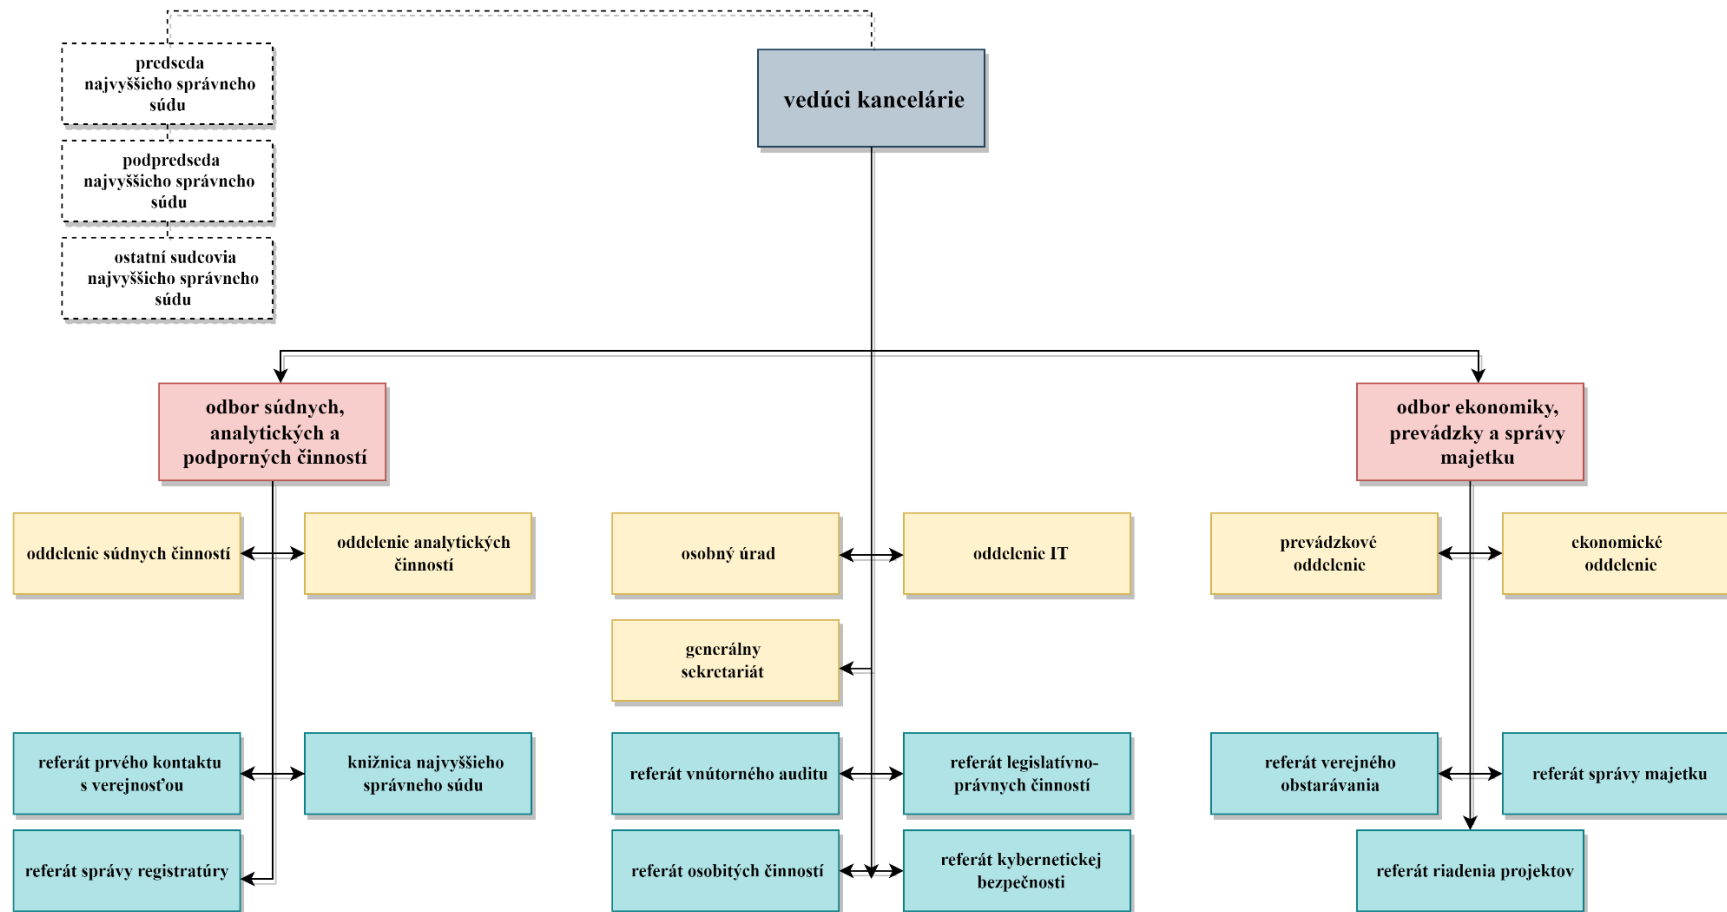 predseda
najvyššieho správneho
súdu
podpredseda
najvyššieho správneho
súdu
ostatní sudcovia
najvyššieho správneho
súdu
vedúci kancelárie
odbor súdnych,
analytických a
podporných činností
odbor ekonomiky,
prevádzky a správy
majetku
oddelenie súdnych činností
oddelenie analytických
činností
osobný úrad
oddelenie IT
prevádzkové
oddelenie
ekonomické
oddelenie
generálny
sekretariát
referát prvého kontaktu
s verejnosťou
knižnica najvyššieho
správneho súdu
referát vnútorného auditu
referát legislatívno-
právnych činností
referát verejného
obstarávania
referát správy majetku
referát správy registratúry
referát osobitých činností
referát kybernetickej
bezpečnosti
referát riadenia projektov